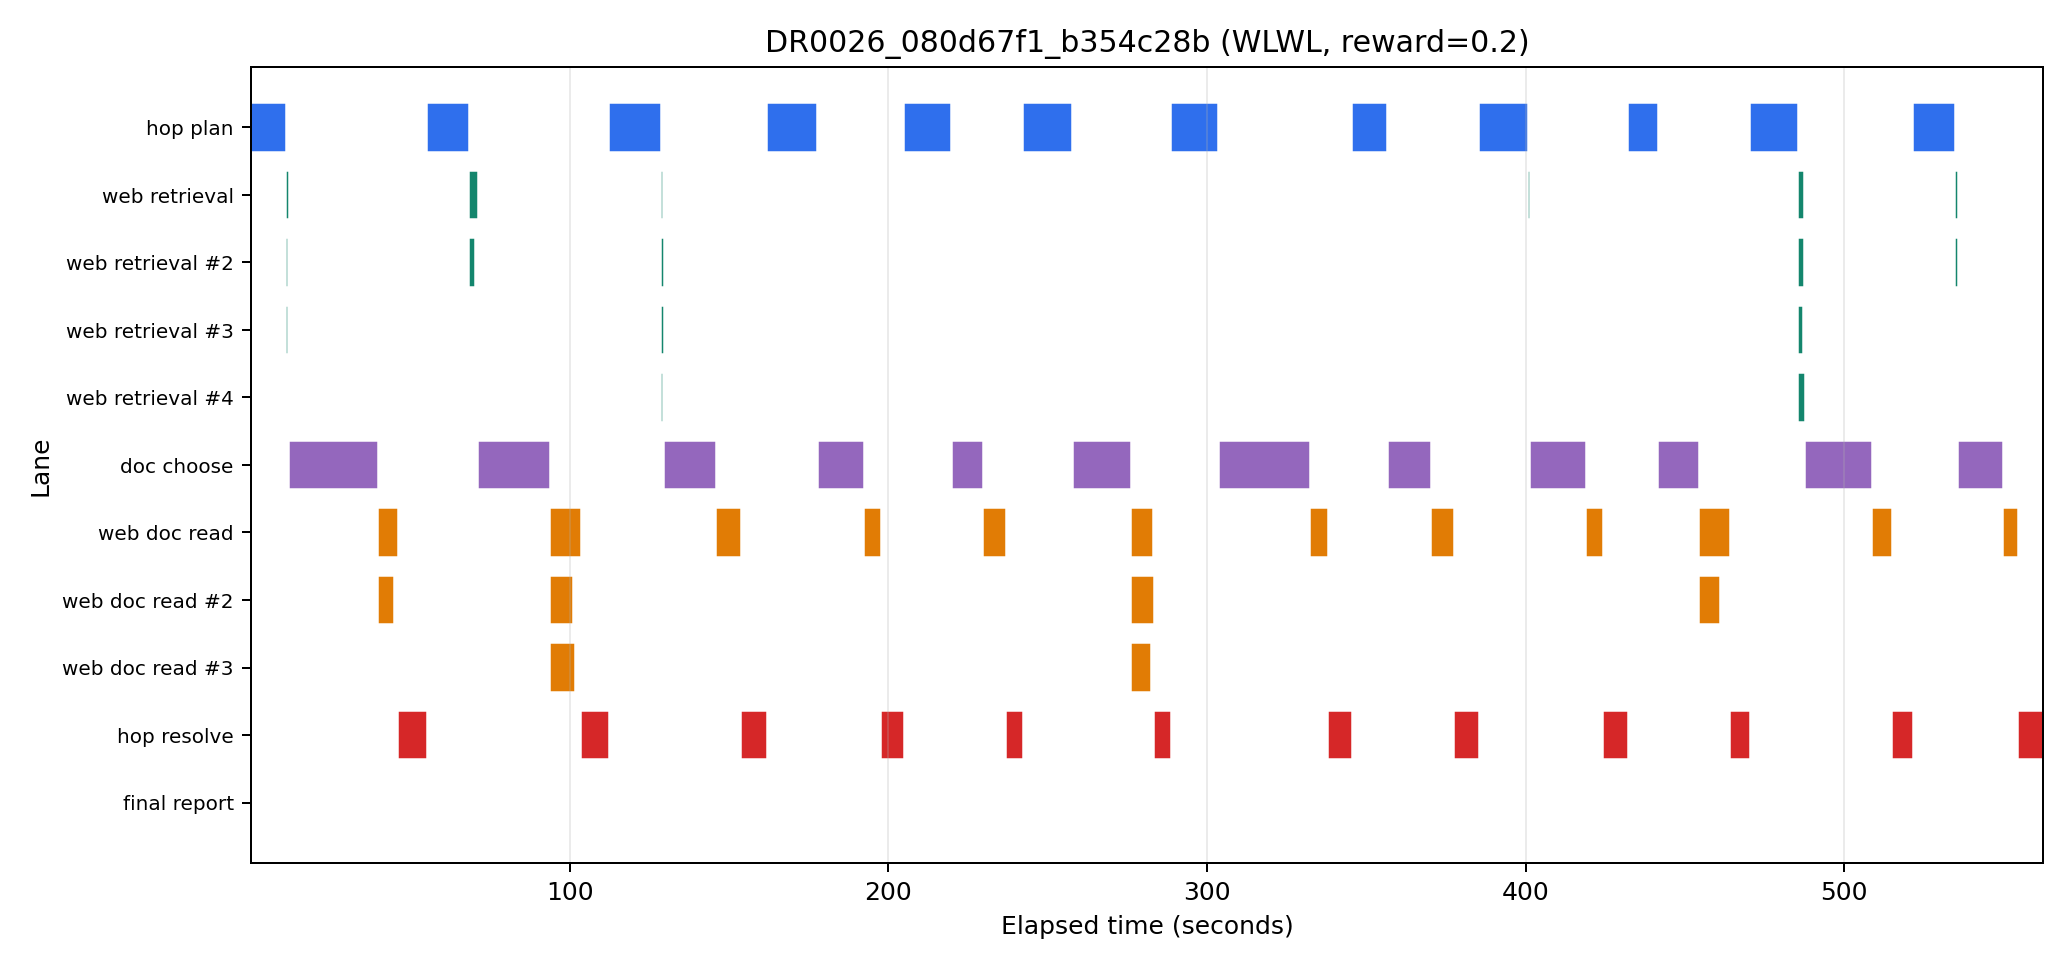 DR0026_080d67f1_b354c28b (WLWL, reward=0.2)
hop plan
web retrieval
web retrieval #2
web retrieval #3
web retrieval #4
doc choose
web doc read
web doc read #2
web doc read #3
hop resolve
final report
Lane
100 200 300 400 500
Elapsed time (seconds)